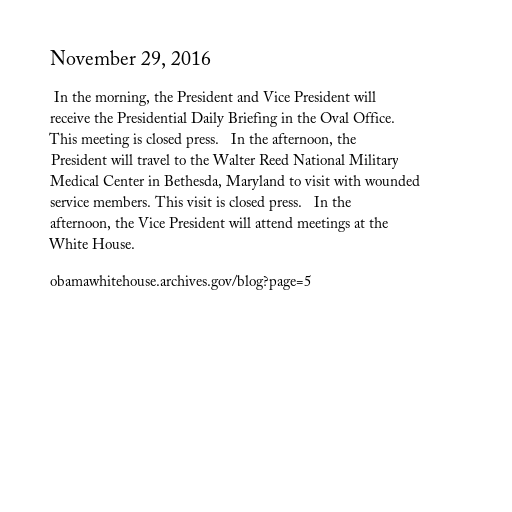 November 29, 2016
In the morning, the President and Vice President will
receive the Presidential Daily Briefing in the Oval Office.
This meeting is closed press.   In the afternoon, the
President will travel to the Walter Reed National Military
Medical Center in Bethesda, Maryland to visit with wounded
service members. This visit is closed press.   In the
afternoon, the Vice President will attend meetings at the
White House.
obamawhitehouse.archives.gov/blog?page=5